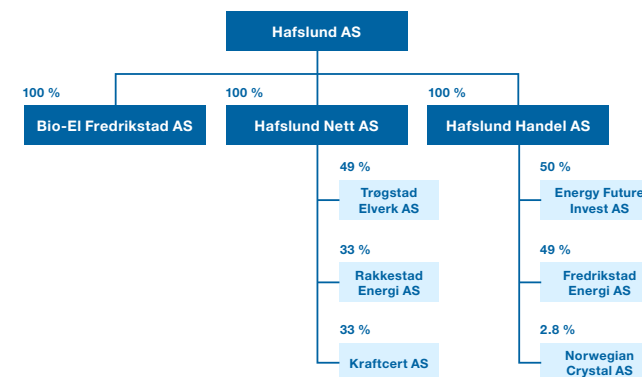 Hafslund AS
100 %
100 %
100 %
Bio-El Fredrikstad AS
Hafslund Nett AS
Hafslund Handel AS
49 %
Trøgstad
Elverk AS
33 %
Rakkestad
Energi AS
33 %
Kraftcert AS
50 %
Energy Future
Invest AS
49 %
Fredrikstad
Energi AS
2.8 %
Norwegian
Crystal AS